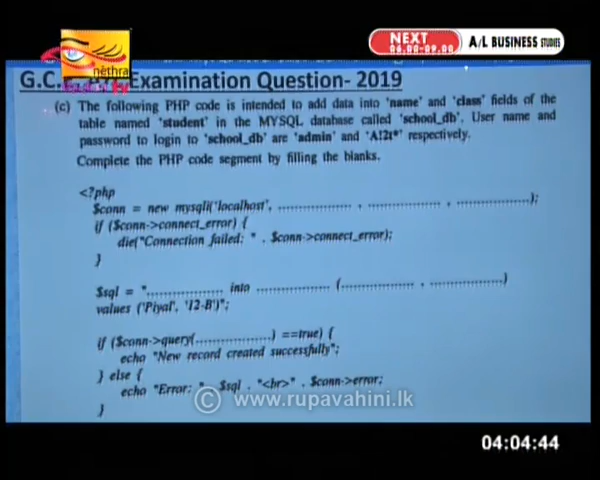 NEXT
06.00-09.00
A/L BUSINESS STUDIES
nethra
tv
G.C.E. Examination Question- 2019
(c) The following PHP code is intended to add data into 'name' and 'class' fields of the
table named 'student' in the MYSQL database called 'school_db'. User name and
password to login to 'school_db' are 'admin' and 'A!2t*' respectively.
Complete the PHP code segment by filling the blanks.
<?php
$conn = new mysqli('localhost', .................. , .................. , ..................);
if ($conn->connect_error) {
die("Connection failed: " . $conn->connect_error);
}
$sql = "................... into .................. (.................. , ..................)
values ('Piyal', '12-B')";
if ($conn->query(..................) ==true) {
echo "New record created successfully";
} else {
echo "Error: " . $sql . "<br>" . $conn->error;
}
© www.rupavahini.lk
04:04:44